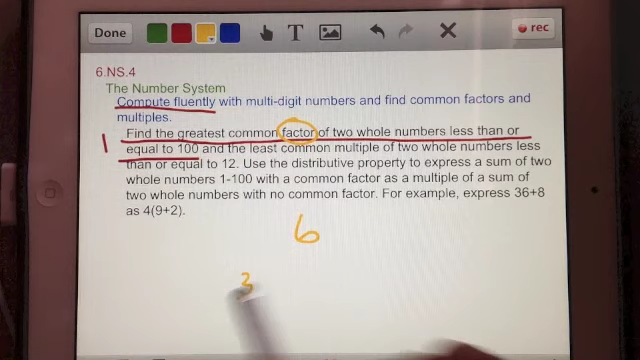 Done
T
X
rec
6.NS.4
The Number System
Compute fluently with multi-digit numbers and find common factors and
multiples.
1 Find the greatest common factor of two whole numbers less than or
equal to 100 and the least common multiple of two whole numbers less
than or equal to 12. Use the distributive property to express a sum of two
whole numbers 1-100 with a common factor as a multiple of a sum of
two whole numbers with no common factor. For example, express 36+8
as 4(9+2).
6
3